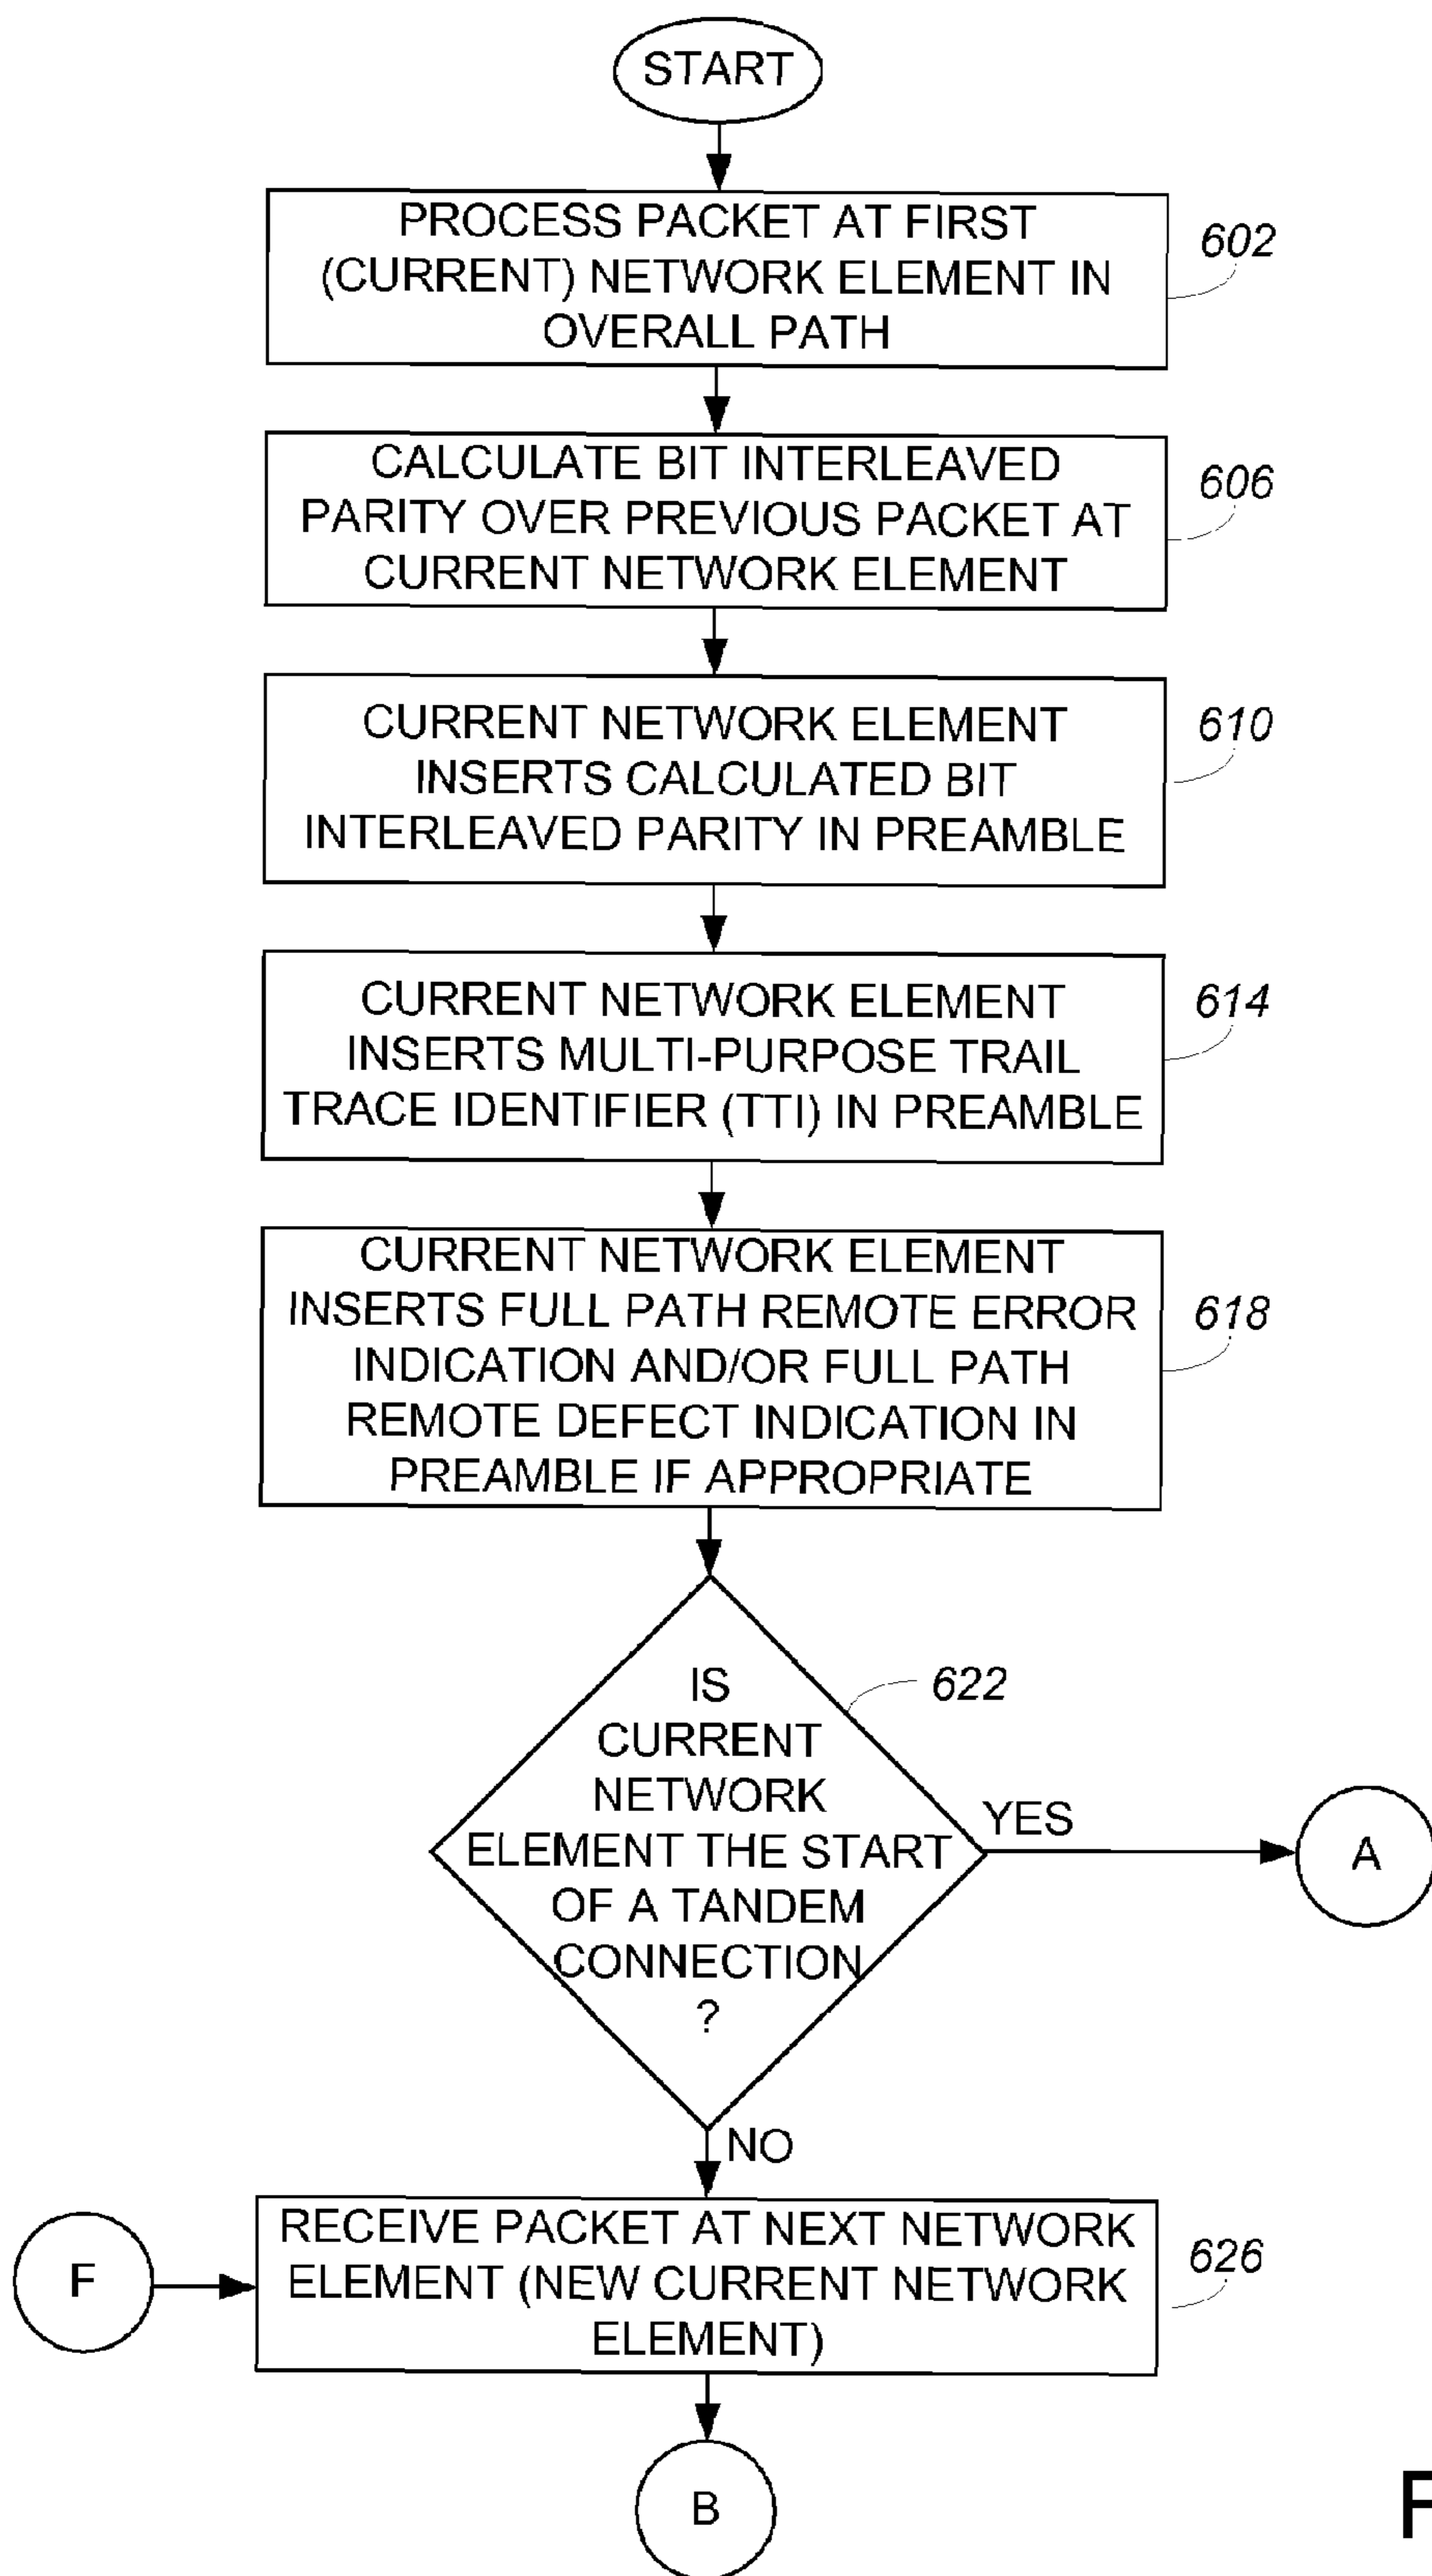 START
PROCESS PACKET AT FIRST
(CURRENT) NETWORK ELEMENT IN
OVERALL PATH
602
CALCULATE BIT INTERLEAVED
PARITY OVER PREVIOUS PACKET AT
CURRENT NETWORK ELEMENT
606
CURRENT NETWORK ELEMENT
INSERTS CALCULATED BIT
INTERLEAVED PARITY IN PREAMBLE
610
CURRENT NETWORK ELEMENT
INSERTS MULTI-PURPOSE TRAIL
TRACE IDENTIFIER (TTI) IN PREAMBLE
614
CURRENT NETWORK ELEMENT
INSERTS FULL PATH REMOTE ERROR
INDICATION AND/OR FULL PATH
REMOTE DEFECT INDICATION IN
PREAMBLE IF APPROPRIATE
618
IS
CURRENT
NETWORK
ELEMENT THE START
OF A TANDEM
CONNECTION
?
622
YES
A
NO
F
RECEIVE PACKET AT NEXT NETWORK
ELEMENT (NEW CURRENT NETWORK
ELEMENT)
626
B